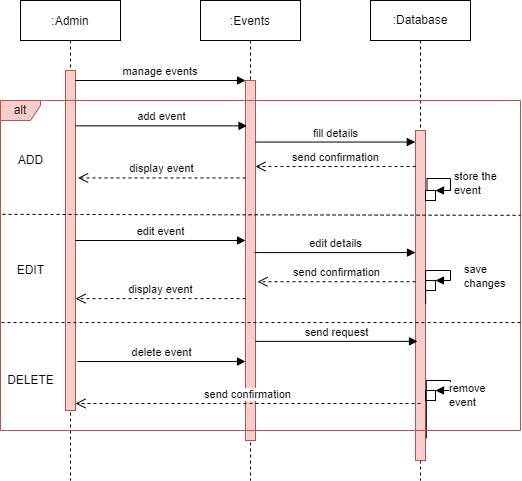 :Admin
:Events
:Database
manage events
alt
add event
fill details
send confirmation
ADD
display event
store the
event
edit event
edit details
EDIT
send confirmation
save
changes
display event
send request
delete event
DELETE
remove
event
send confirmation